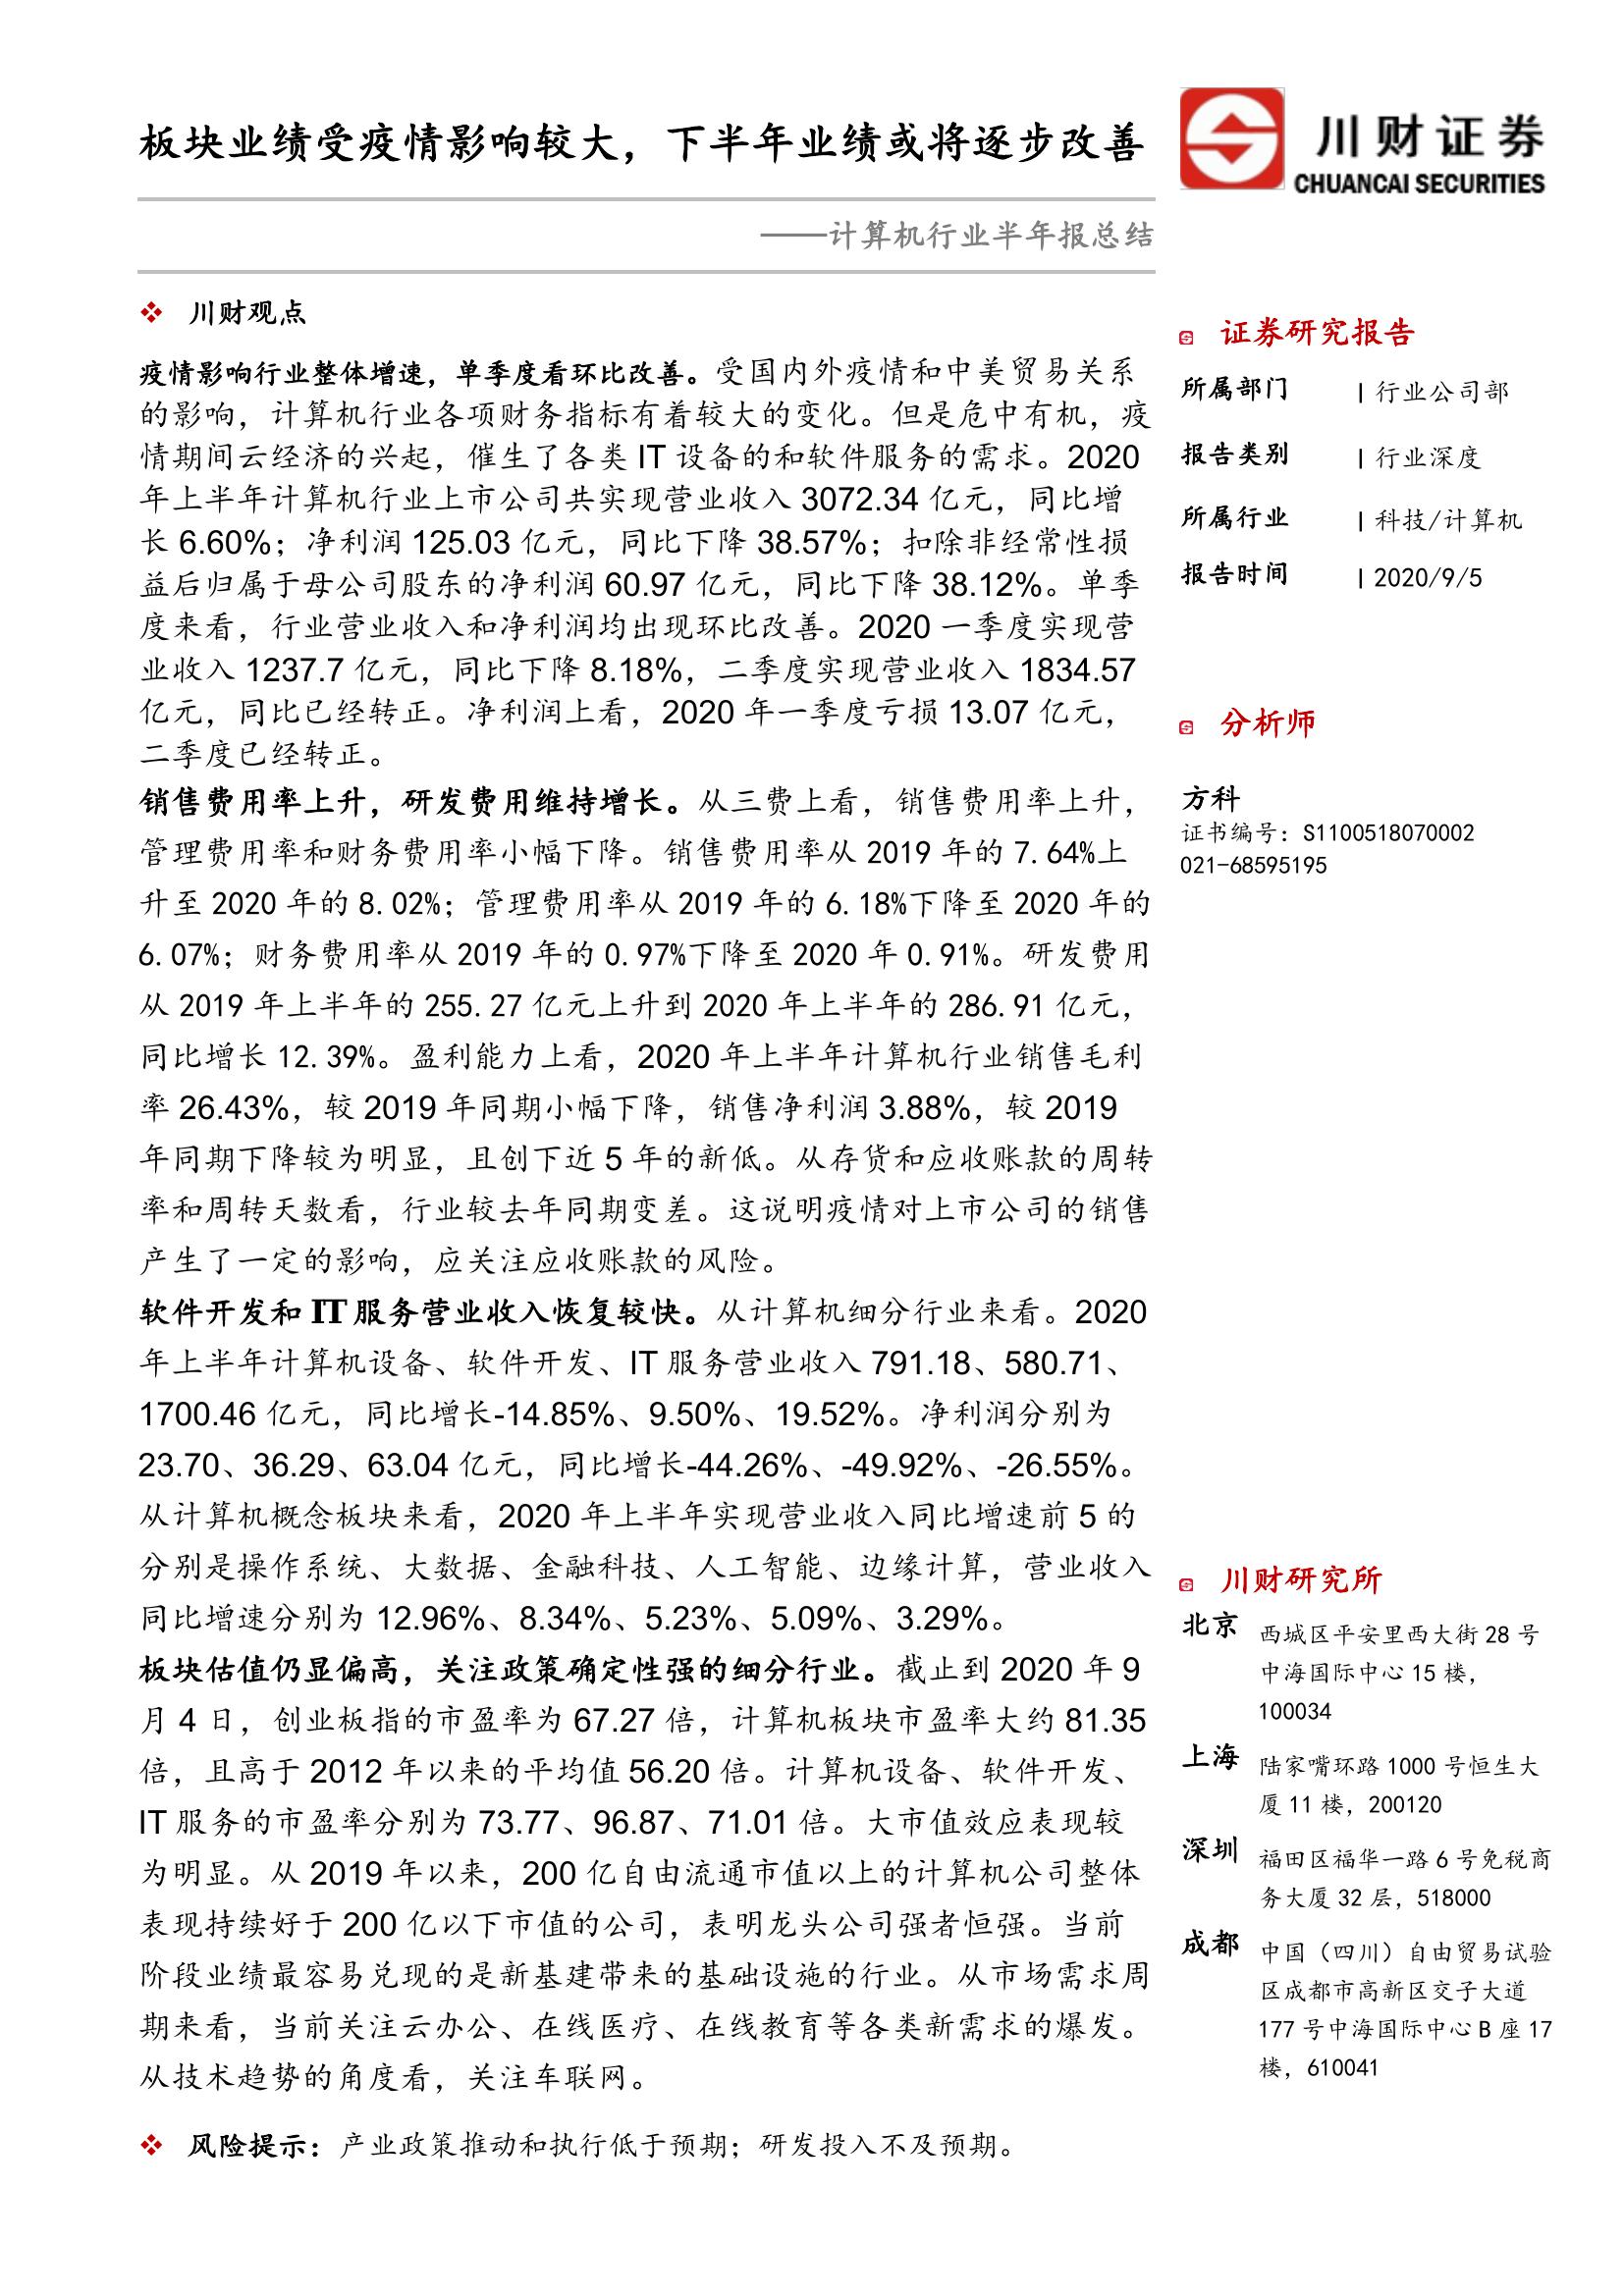 板块业绩受疫情影响较大，下半年业绩或将逐步改善
川财证券
CHUANCAI SECURITIES
——计算机行业半年报总结
❖ 川财观点
疫情影响行业整体增速，单季度看环比改善。受国内外疫情和中美贸易关系
的影响，计算机行业各项财务指标有着较大的变化。但是危中有机，疫
情期间云经济的兴起，催生了各类 IT 设备的和软件服务的需求。2020
年上半年计算机行业上市公司共实现营业收入 3072.34 亿元，同比增
长 6.60%；净利润 125.03 亿元，同比下降 38.57%；扣除非经常性损
益后归属于母公司股东的净利润 60.97 亿元，同比下降 38.12%。单季
度来看，行业营业收入和净利润均出现环比改善。2020 一季度实现营
业收入 1237.7 亿元，同比下降 8.18%，二季度实现营业收入 1834.57
亿元，同比已经转正。净利润上看，2020 年一季度亏损 13.07 亿元，
二季度已经转正。
销售费用率上升，研发费用维持增长。从三费上看，销售费用率上升，
管理费用率和财务费用率小幅下降。销售费用率从 2019 年的 7.64%上
升至 2020 年的 8.02%；管理费用率从 2019 年的 6.18%下降至 2020 年的
6.07%；财务费用率从 2019 年的 0.97%下降至 2020 年 0.91%。研发费用
从 2019 年上半年的 255.27 亿元上升到 2020 年上半年的 286.91 亿元，
同比增长 12.39%。盈利能力上看，2020 年上半年计算机行业销售毛利
率 26.43%，较 2019 年同期小幅下降，销售净利润 3.88%，较 2019
年同期下降较为明显，且创下近 5 年的新低。从存货和应收账款的周转
率和周转天数看，行业较去年同期变差。这说明疫情对上市公司的销售
产生了一定的影响，应关注应收账款的风险。
软件开发和 IT 服务营业收入恢复较快。从计算机细分行业来看。2020
年上半年计算机设备、软件开发、IT 服务营业收入 791.18、580.71、
1700.46 亿元，同比增长-14.85%、9.50%、19.52%。净利润分别为
23.70、36.29、63.04 亿元，同比增长-44.26%、-49.92%、-26.55%。
从计算机概念板块来看，2020 年上半年实现营业收入同比增速前 5 的
分别是操作系统、大数据、金融科技、人工智能、边缘计算，营业收入
同比增速分别为 12.96%、8.34%、5.23%、5.09%、3.29%。
板块估值仍显偏高，关注政策确定性强的细分行业。截止到 2020 年 9
月 4 日，创业板指的市盈率为 67.27 倍，计算机板块市盈率大约 81.35
倍，且高于 2012 年以来的平均值 56.20 倍。计算机设备、软件开发、
IT 服务的市盈率分别为 73.77、96.87、71.01 倍。大市值效应表现较
为明显。从 2019 年以来，200 亿自由流通市值以上的计算机公司整体
表现持续好于 200 亿以下市值的公司，表明龙头公司强者恒强。当前
阶段业绩最容易兑现的是新基建带来的基础设施的行业。从市场需求周
期来看，当前关注云办公、在线医疗、在线教育等各类新需求的爆发。
从技术趋势的角度看，关注车联网。
❖ 风险提示：产业政策推动和执行低于预期；研发投入不及预期。
证券研究报告
所属部门 | 行业公司部
报告类别 | 行业深度
所属行业 | 科技/计算机
报告时间 | 2020/9/5
分析师
方科
证书编号：S1100518070002
021-68595195
川财研究所
北京 西城区平安里西大街 28 号
中海国际中心 15 楼，
100034
上海 陆家嘴环路 1000 号恒生大
厦 11 楼，200120
深圳 福田区福华一路 6 号免税商
务大厦 32 层，518000
成都 中国（四川）自由贸易试验
区成都市高新区交子大道
177 号中海国际中心 B 座 17
楼，610041